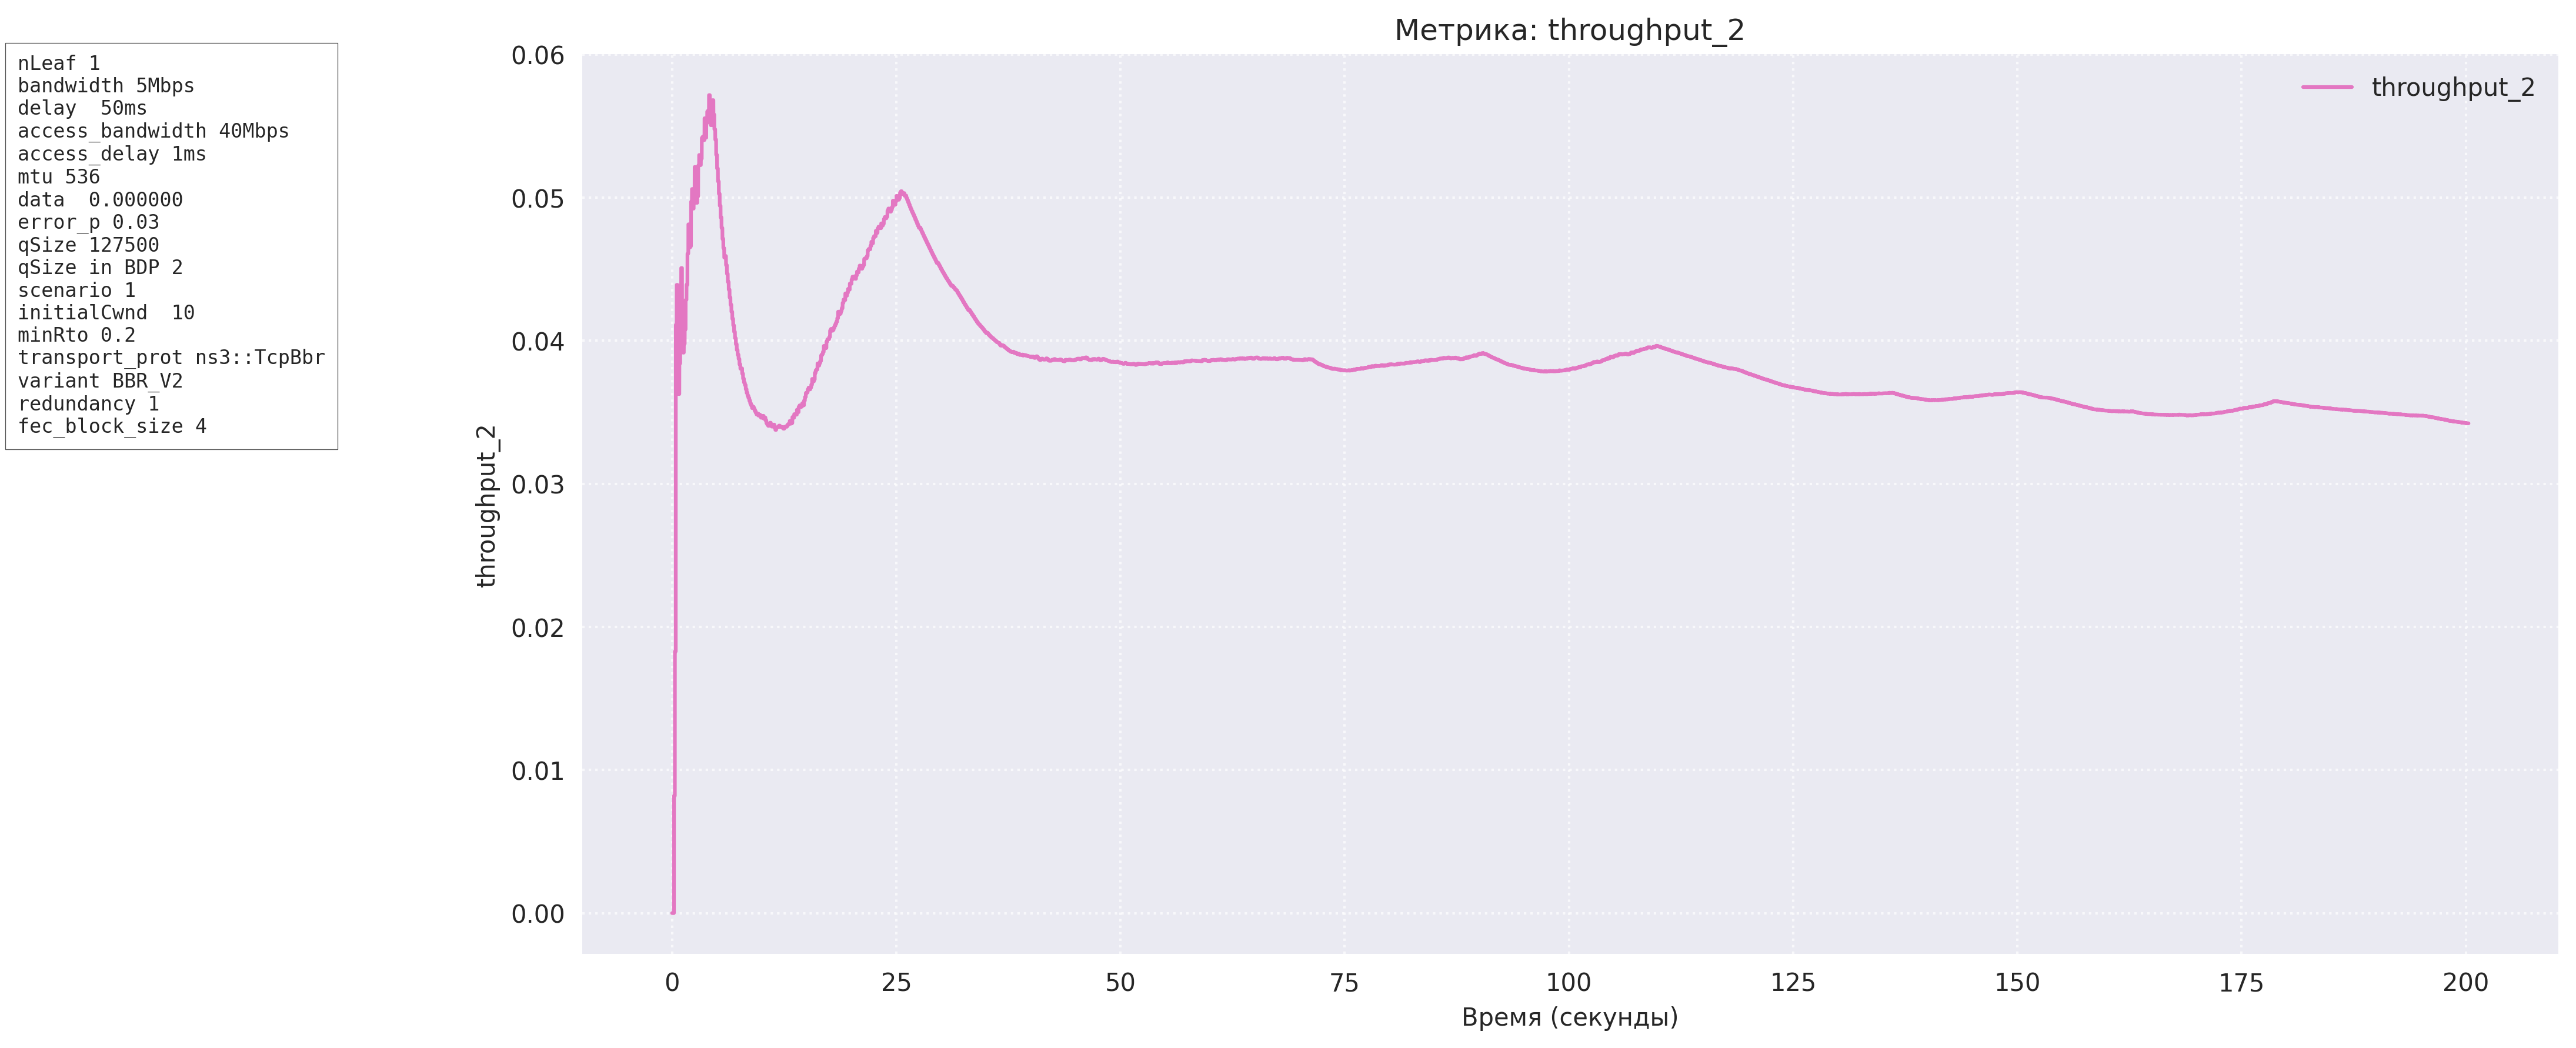 Метрика: throughput_2
nLeaf 1
bandwidth 5Mbps
delay  50ms
access_bandwidth 40Mbps
access_delay 1ms
mtu 536
data  0.000000
error_p 0.03
qSize 127500
qSize in BDP 2
scenario 1
initialCwnd  10
minRto 0.2
transport_prot ns3::TcpBbr
variant BBR_V2
redundancy 1
fec_block_size 4
throughput_2
0.06
0.05
0.04
0.03
0.02
0.01
0.00
throughput_2
0 25 50 75 100 125 150 175 200
Время (секунды)